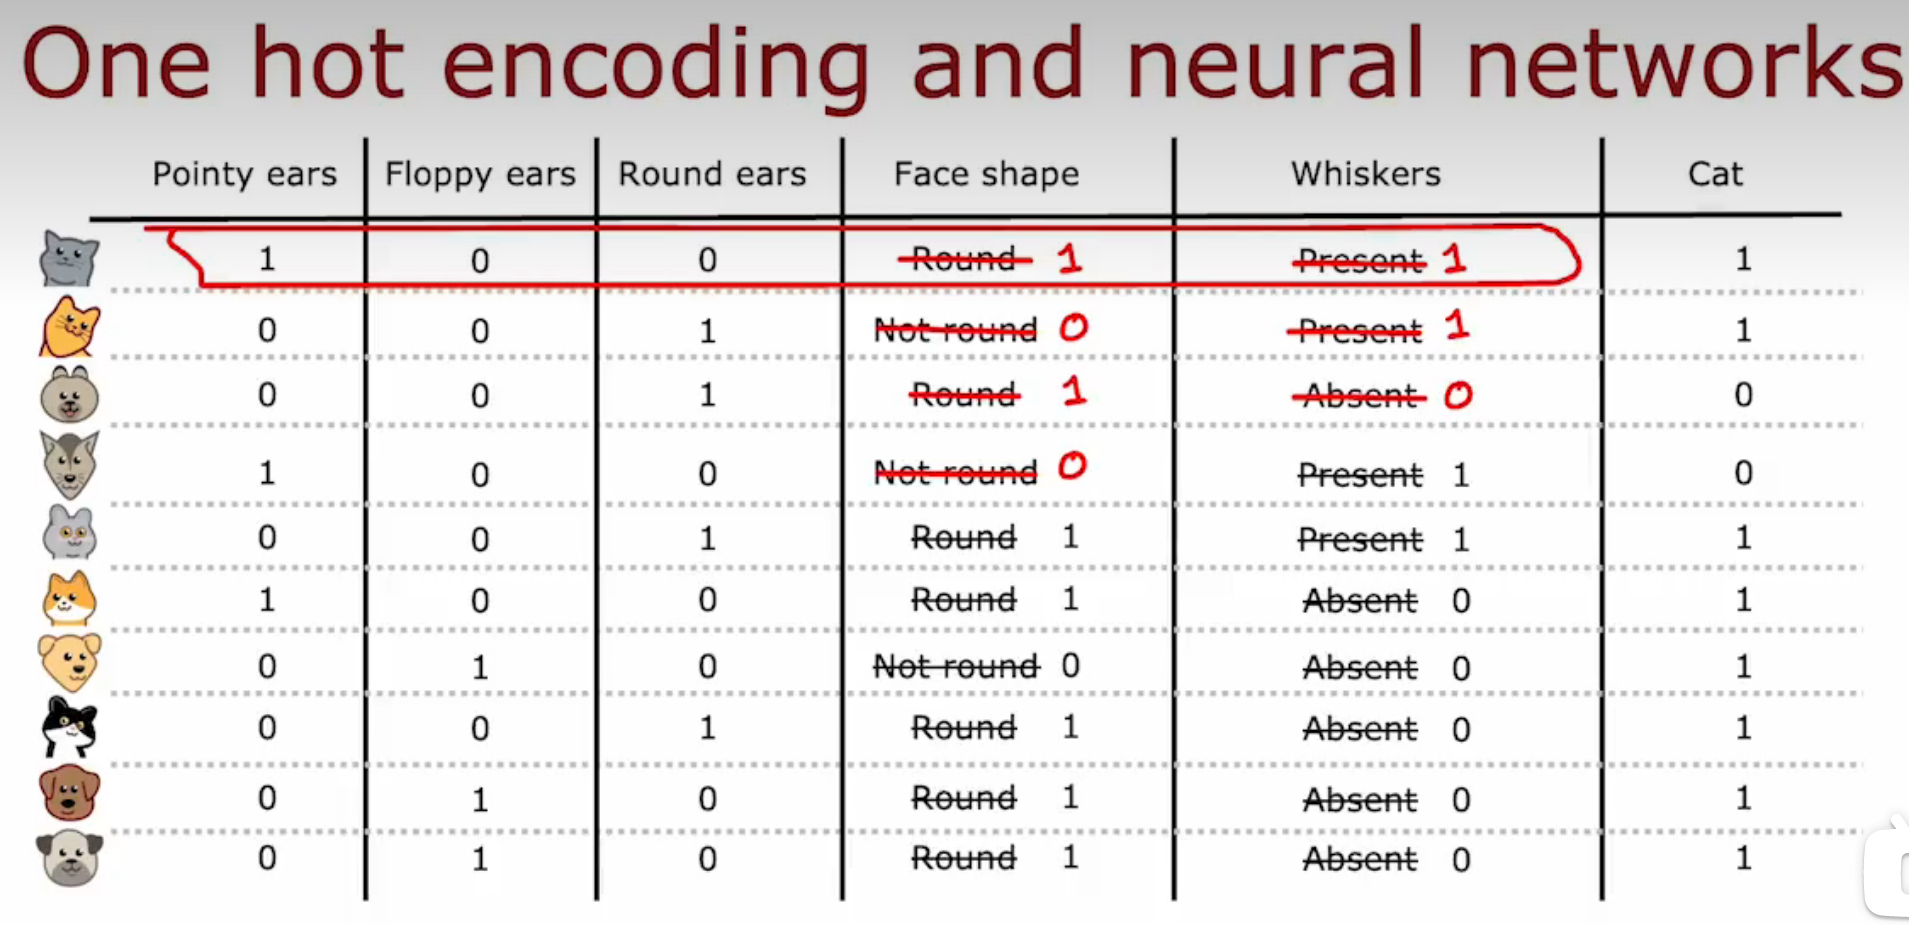 One hot encoding and neural networks
Pointy ears Floppy ears Round ears Face shape Whiskers Cat
1 0 0 Round 1 Present 1 1
0 0 1 Not round 0 Present 1 1
0 0 1 Round 1 Absent 0 0
1 0 0 Not round 0 Present 1 0
0 0 1 Round 1 Present 1 1
1 0 0 Round 1 Absent 0 1
0 1 0 Not round 0 Absent 0 1
0 0 1 Round 1 Absent 0 1
0 1 0 Round 1 Absent 0 1
0 1 0 Round 1 Absent 0 1